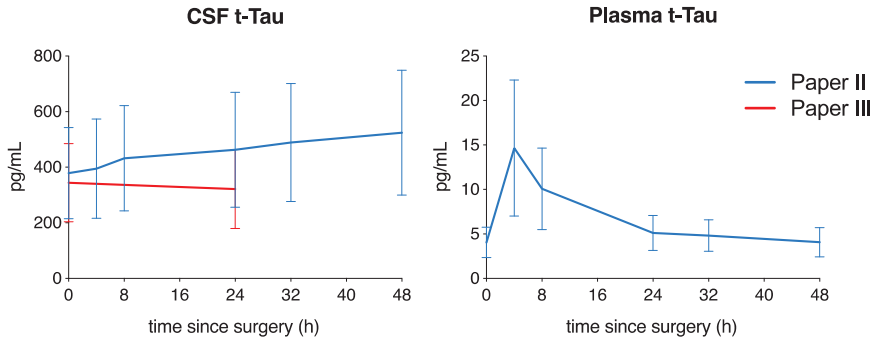 CSF t-Tau
800
600
400
200
0
pg/mL
0 8 16 24 32 40 48
time since surgery (h)
Plasma t-Tau
25
20
15
10
5
0
pg/mL
0 8 16 24 32 40 48
time since surgery (h)
Paper II
Paper III